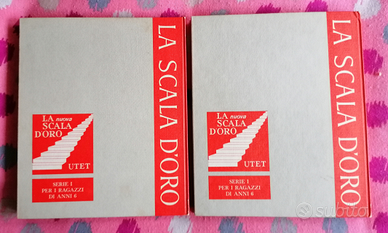 LA SCALA D'ORO
LA nuova
SCALA
D'ORO
UTET
SERIE I
PER I RAGAZZI
DI ANNI 6
LA SCALA D'ORO
LA nuova
SCALA
D'ORO
UTET
SERIE I
PER I RAGAZZI
DI ANNI 6
subito